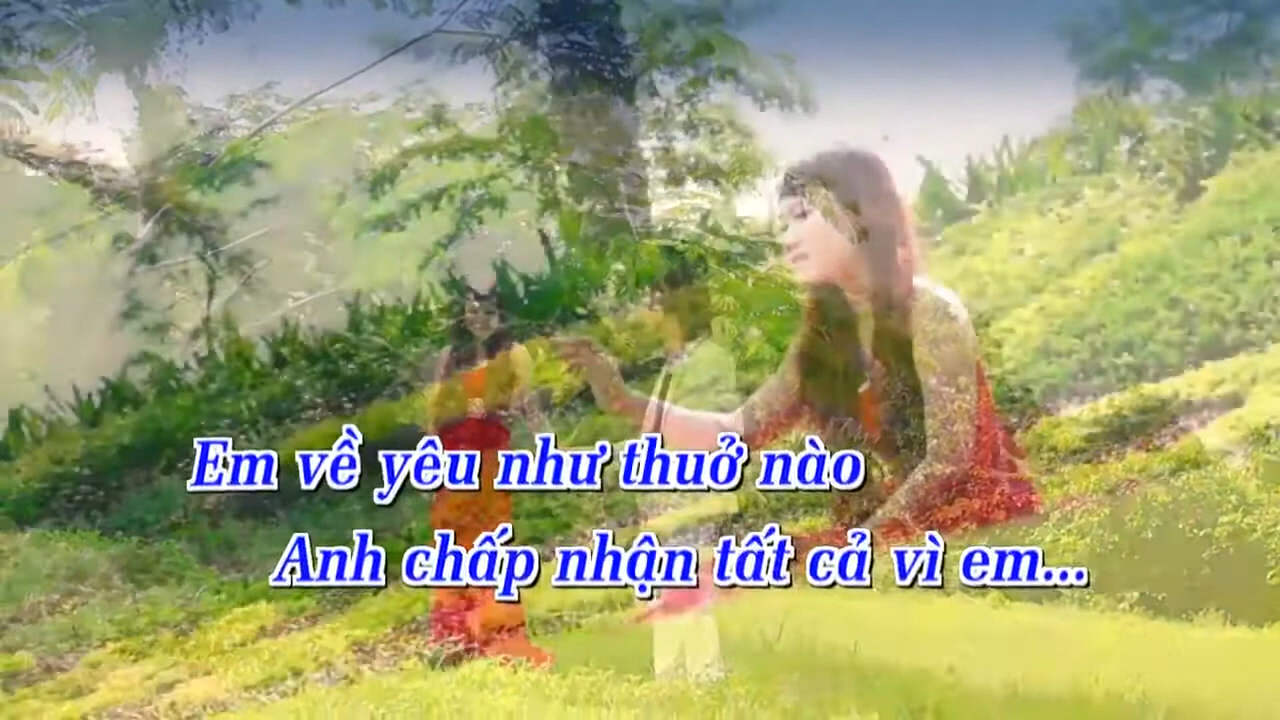 Em về yêu như thuở nào
Anh chấp nhận tất cả vì em...